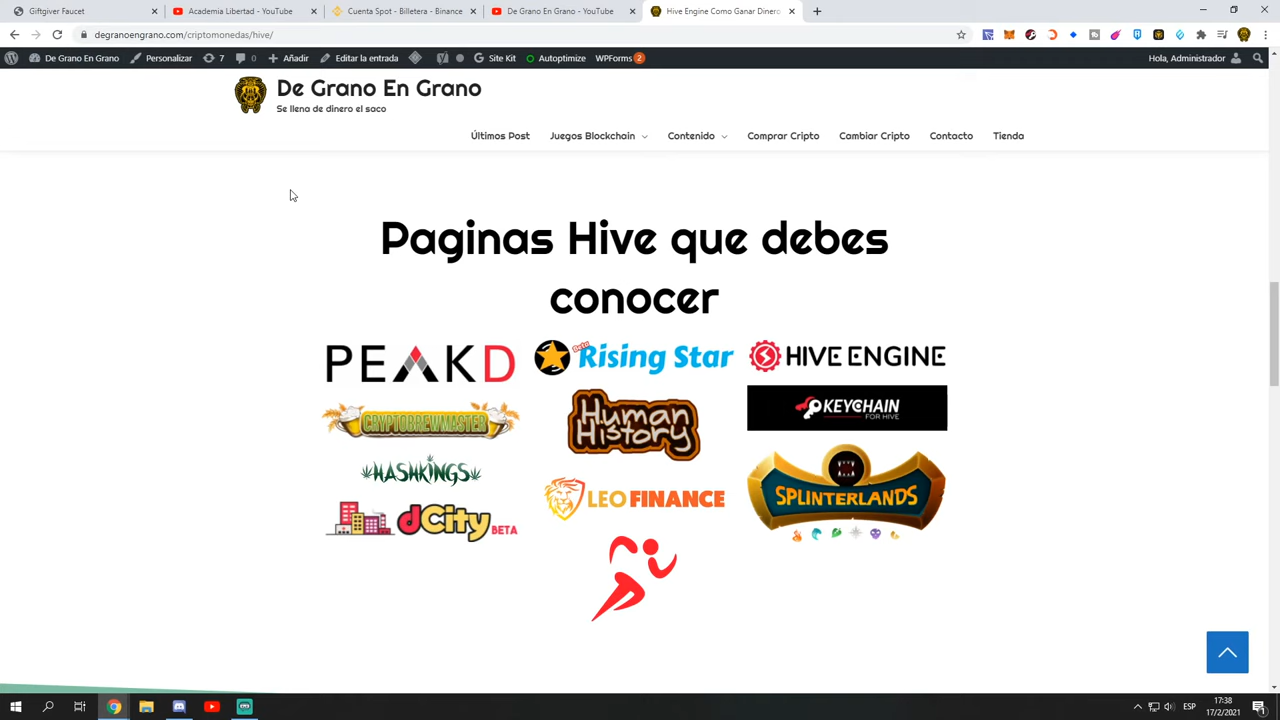 Giftgiver Faucet
Academia Libertad - YouTube
Cuenta Spot - Billetera - Binance
De Grano En Grano - YouTube
Hive Engine Como Ganar Dinero
degranoengrano.com/criptomonedas/hive/
De Grano En Grano
Personalizar
7
0
Añadir
Editar la entrada
Site Kit
Autoptimize
WPForms 2
Hola, Administrador
De Grano En Grano
Se llena de dinero el saco
Últimos Post
Juegos Blockchain
Contenido
Comprar Cripto
Cambiar Cripto
Contacto
Tienda
Paginas Hive que debes
conocer
PEAKD
Beta Rising Star
HIVE ENGINE
CRYPTOBREWMASTER
Human
History
KEYCHAIN
FOR HIVE
HASHKINGS
LEOFINANCE
SPLINTERLANDS
dCity BETA
ESP
17:38
17/2/2021
1